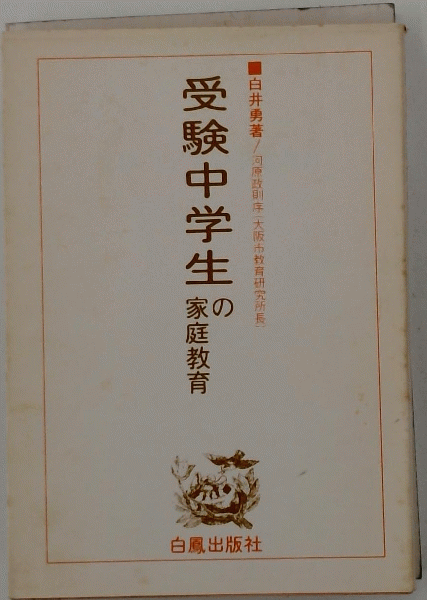 ■白井勇著/河原政則序(大阪市教育研究所長)
受験中学生の家庭教育
白鳳出版社